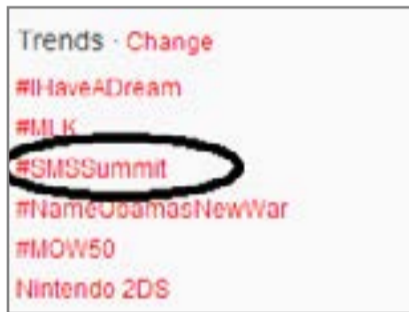 Trends · Change
#IHaveADream
#MLK
#SMSSummit
#NameObamasNewWar
#MOW50
Nintendo 2DS